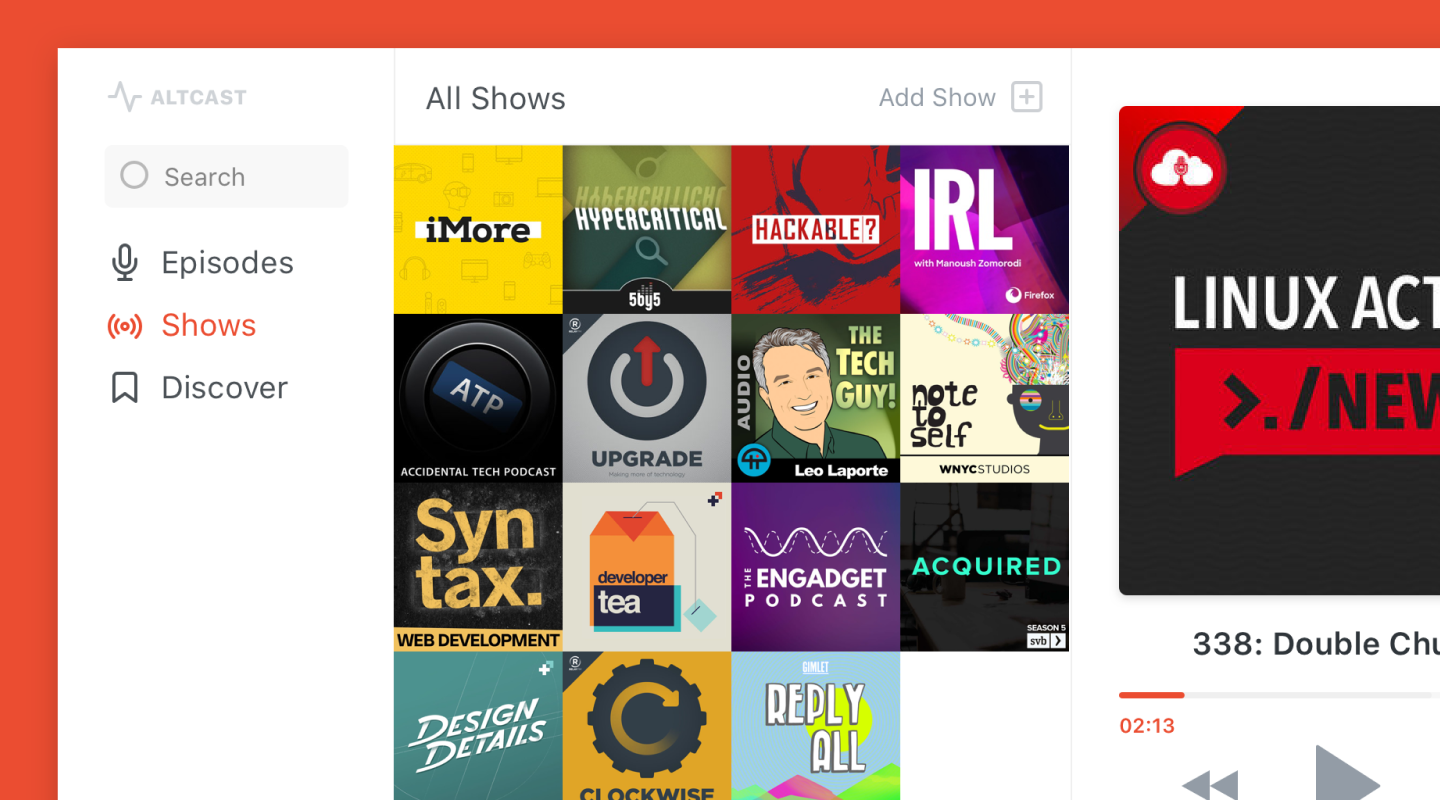 ALTCAST
Search
Episodes
Shows
Discover
All Shows
Add Show
iMore
HYPERCRITICAL
HYPERCRITICAL
5by5
HACKABLE?
IRL
with Manoush Zomorodi
Firefox
ATP
ACCIDENTAL TECH PODCAST
R
UPGRADE
Making more of technology
AUDIO
THE
TECH
GUY!
Leo Laporte
note
to
self
WNYCSTUDIOS
Syn
tax.
WEB DEVELOPMENT
developer
tea
THE
ENGADGET
PODCAST
ACQUIRED
SEASON 5
svb
DESIGN
DETAILS
R
CLOCKWISE
GIMLET
REPLY
ALL
LINUX ACT
>./NEW
338: Double Chu
02:13